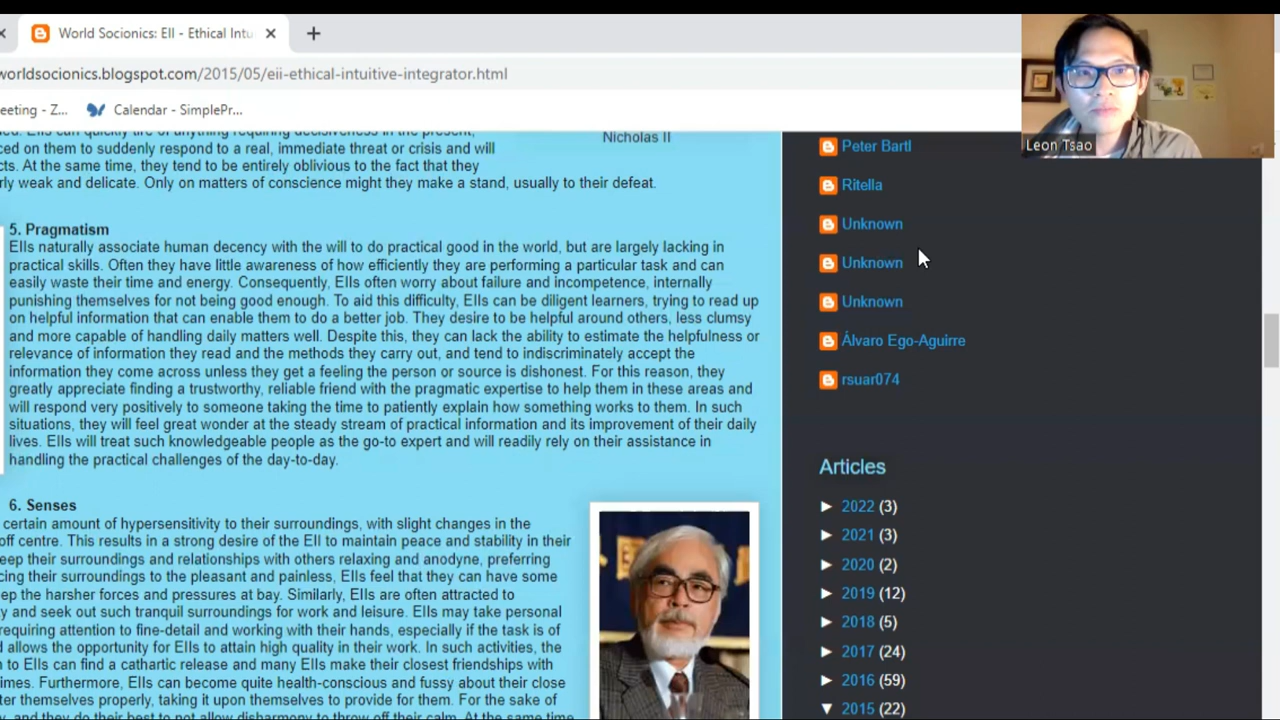 World Socionics: EII - Ethical Intu
worldsocionics.blogspot.com/2015/05/eii-ethical-intuitive-integrator.html
eeting - Z...
Calendar - SimplePr...
Leon Tsao
EIIs can quickly tire of anything requiring decisiveness in the present,
ced on them to suddenly respond to a real, immediate threat or crisis and will
cts. At the same time, they tend to be entirely oblivious to the fact that they
rly weak and delicate. Only on matters of conscience might they make a stand, usually to their defeat.
Nicholas II
5. Pragmatism
EIIs naturally associate human decency with the will to do practical good in the world, but are largely lacking in
practical skills. Often they have little awareness of how efficiently they are performing a particular task and can
easily waste their time and energy. Consequently, EIIs often worry about failure and incompetence, internally
punishing themselves for not being good enough. To aid this difficulty, EIIs can be diligent learners, trying to read up
on helpful information that can enable them to do a better job. They desire to be helpful around others, less clumsy
and more capable of handling daily matters well. Despite this, they can lack the ability to estimate the helpfulness or
relevance of information they read and the methods they carry out, and tend to indiscriminately accept the
information they come across unless they get a feeling the person or source is dishonest. For this reason, they
greatly appreciate finding a trustworthy, reliable friend with the pragmatic expertise to help them in these areas and
will respond very positively to someone taking the time to patiently explain how something works to them. In such
situations, they will feel great wonder at the steady stream of practical information and its improvement of their daily
lives. EIIs will treat such knowledgeable people as the go-to expert and will readily rely on their assistance in
handling the practical challenges of the day-to-day.
6. Senses
certain amount of hypersensitivity to their surroundings, with slight changes in the
off centre. This results in a strong desire of the EII to maintain peace and stability in their
eep their surroundings and relationships with others relaxing and anodyne, preferring
cing their surroundings to the pleasant and painless, EIIs feel that they can have some
eep the harsher forces and pressures at bay. Similarly, EIIs are often attracted to
y and seek out such tranquil surroundings for work and leisure. EIIs may take personal
requiring attention to fine-detail and working with their hands, especially if the task is of
d allows the opportunity for EIIs to attain high quality in their work. In such activities, the
n to EIIs can find a cathartic release and many EIIs make their closest friendships with
imes. Furthermore, EIIs can become quite health-conscious and fussy about their close
ter themselves properly, taking it upon themselves to provide for them. For the sake of
and they do their best to not allow disharmony to throw off their calm. At the same time
Peter Bartl
Ritella
Unknown
Unknown
Unknown
Álvaro Ego-Aguirre
rsuar074
Articles
► 2022 (3)
► 2021 (3)
► 2020 (2)
► 2019 (12)
► 2018 (5)
► 2017 (24)
► 2016 (59)
▼ 2015 (22)